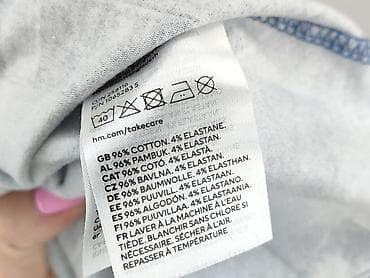 40
hm.com/takecare
GB 96% COTTON. 4% ELASTANE.
AL 96% PAMBUK. 4% ELASTAN.
CAT 96% COTÓ. 4% ELASTÀ.
CZ 96% BAVLNA. 4% ELASTAN.
DE 96% BAUMWOLLE. 4% ELASTHAN.
EE 96% PUUVILL. 4% ELASTAAN.
ES 96% ALGODÓN. 4% ELASTANO.
FI 96% PUUVILLAA. 4% ELASTAANIA.
FR LAVER À LA MACHINE À L'EAU
TIÈDE. BLANCHIR SANS CHLORE SI
NÉCESSAIRE. SÉCHER À L'AIR.
REPASSER À TEMPÉRATURE